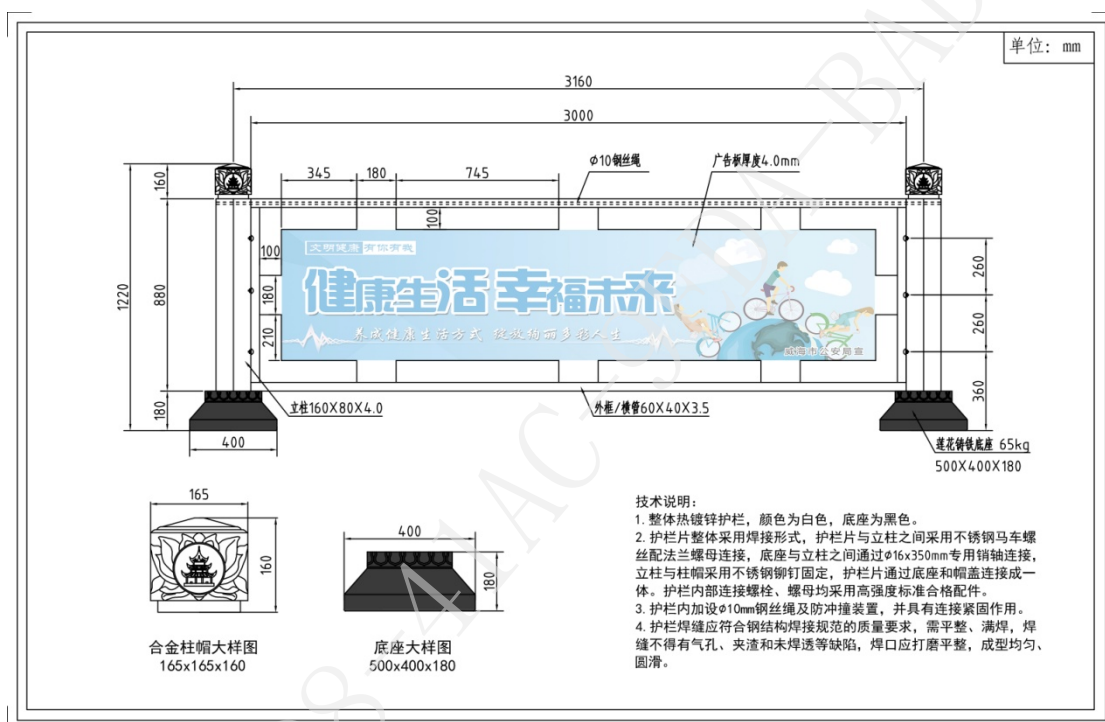 单位：mm
3160
3000
φ10钢丝绳
广告板厚度4.0mm
345
180
745
160
100
100
文明健康 有你有我
健康生活 幸福未来
养成健康生活方式 绽放绚丽多彩人生
威海市公安局宣
1220
880
180
210
260
260
360
180
400
立柱160X80X4.0
外框/横管60X40X3.5
莲花铸铁底座 65kg
500X400X180
165
160
合金柱帽大样图
165x165x160
400
180
底座大样图
500x400x180
技术说明：
1. 整体热镀锌护栏，颜色为白色，底座为黑色。
2. 护栏片整体采用焊接形式，护栏片与立柱之间采用不锈钢马车螺
丝配法兰螺母连接，底座与立柱之间通过φ16x350mm专用销轴连接，
立柱与柱帽采用不锈钢铆钉固定，护栏片通过底座和帽盖连接成一
体。护栏内部连接螺栓、螺母均采用高强度标准合格配件。
3. 护栏内加设φ10mm钢丝绳及防冲撞装置，并具有连接紧固作用。
4. 护栏焊缝应符合钢结构焊接规范的质量要求，需平整、满焊，焊
缝不得有气孔、夹渣和未焊透等缺陷，焊口应打磨平整，成型均匀、
圆滑。